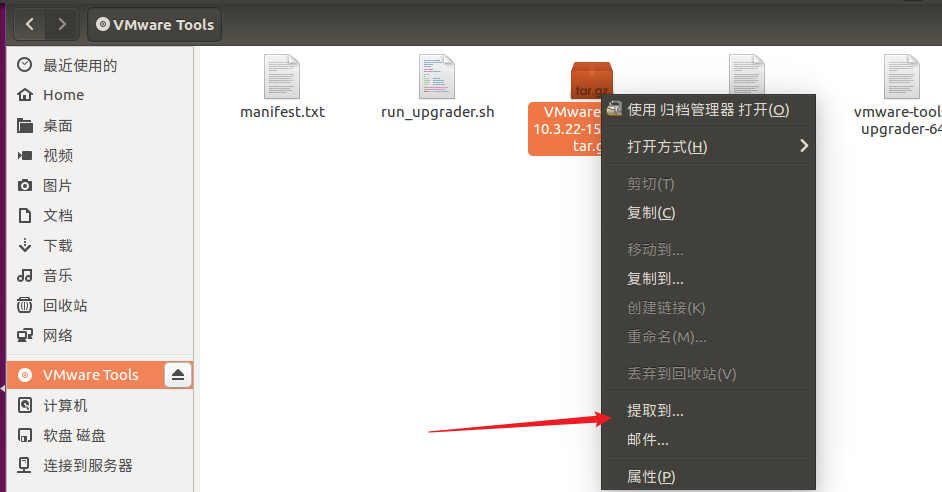 VMware Tools
最近使用的
Home
桌面
视频
图片
文档
下载
音乐
回收站
网络
VMware Tools
计算机
软盘 磁盘
连接到服务器
manifest.txt
run_upgrader.sh
tar.gz
VMware
10.3.22-15
tar.g
vmware-tool
upgrader-64
使用 归档管理器 打开(O)
打开方式(H)
剪切(T)
复制(C)
移动到...
复制到...
创建链接(K)
重命名(M)...
丢弃到回收站(V)
提取到...
邮件...
属性(P)